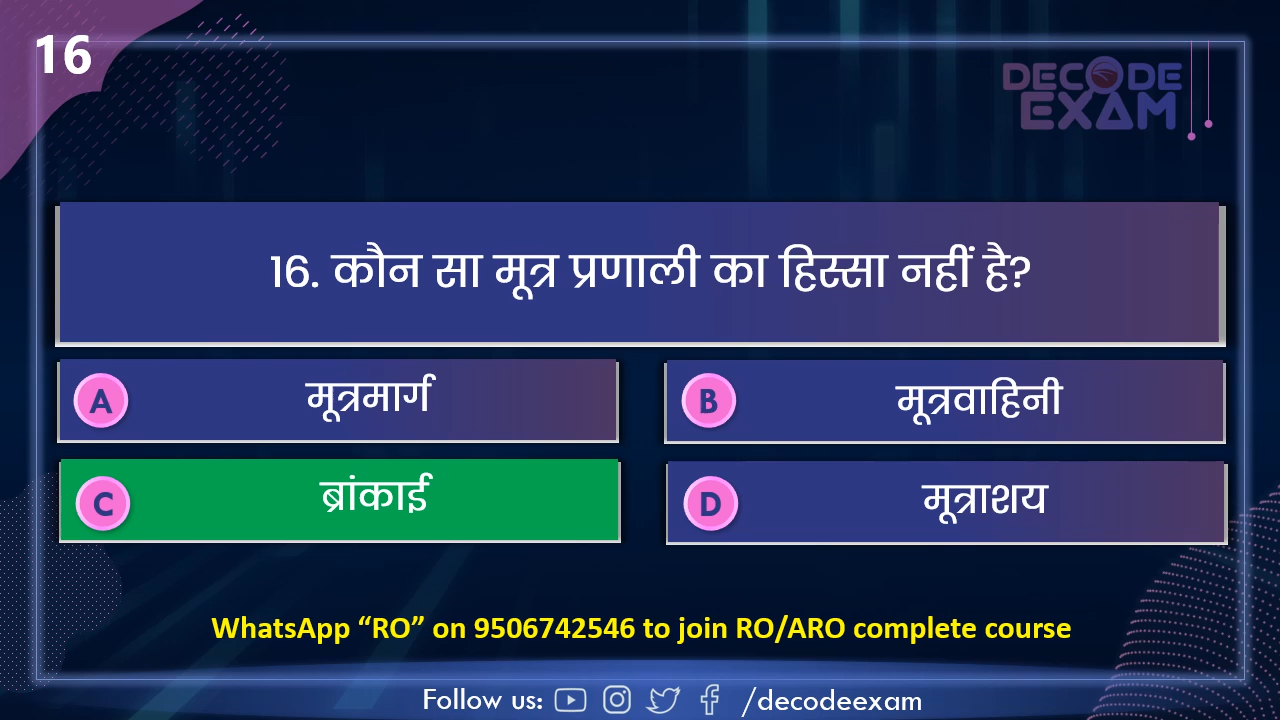 16
DECODE
EXAM
16. कौन सा मूत्र प्रणाली का हिस्सा नहीं है?
A मूत्रमार्ग
B मूत्रवाहिनी
C ब्रांकाई
D मूत्राशय
WhatsApp “RO” on 9506742546 to join RO/ARO complete course
Follow us: /decodeexam